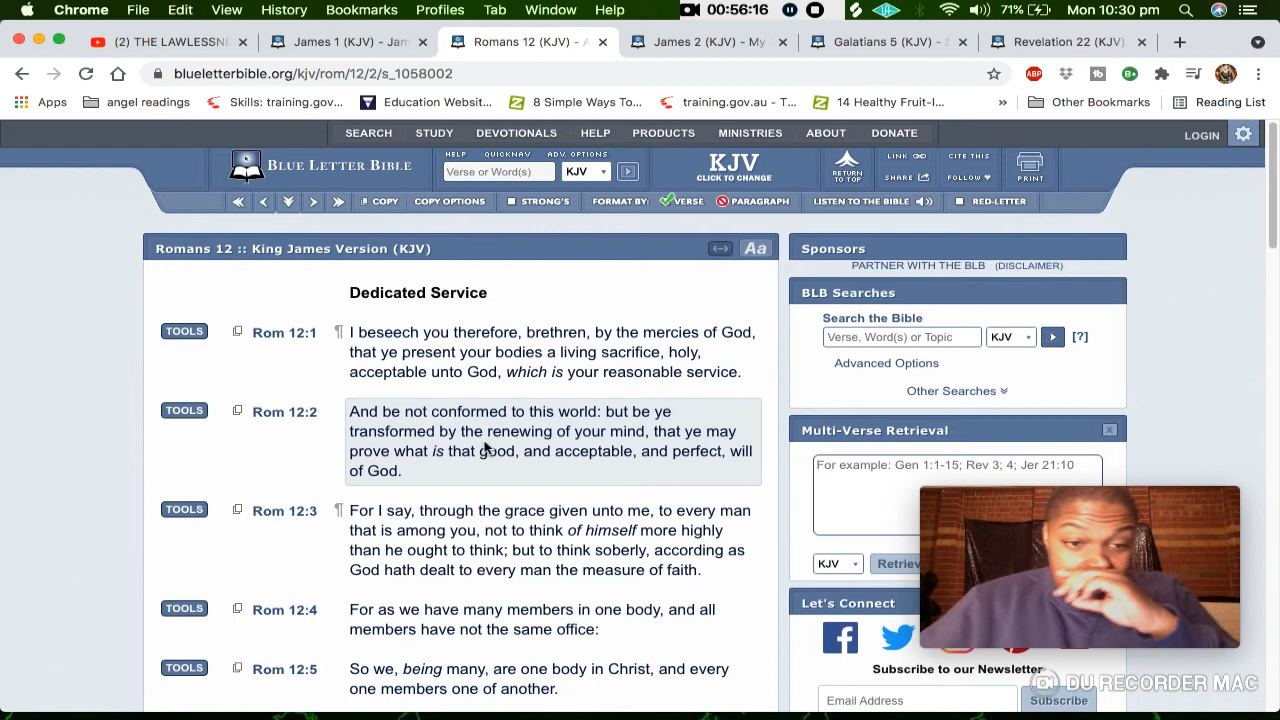 Chrome File Edit View History Bookmarks Profiles Tab Window Help 00:56:16 71% Mon 10:30 pm
(2) THE LAWLESSNE James 1 (KJV) - Jam Romans 12 (KJV) - A James 2 (KJV) - My Galatians 5 (KJV) - S Revelation 22 (KJV)
blueletterbible.org/kjv/rom/12/2/s_1058002
Apps angel readings Skills: training.gov... Education Websit... 8 Simple Ways To... training.gov.au - T... 14 Healthy Fruit-I... » Other Bookmarks Reading List
SEARCH STUDY DEVOTIONALS HELP PRODUCTS MINISTRIES ABOUT DONATE LOGIN
BLUE LETTER BIBLE
HELP QUICKNAV ADV. OPTIONS
Verse or Word(s) KJV
KJV
CLICK TO CHANGE
RETURN
TO TOP
LINK CITE THIS
SHARE FOLLOW
PRINT
COPY COPY OPTIONS STRONG'S FORMAT BY: VERSE PARAGRAPH LISTEN TO THE BIBLE RED-LETTER
Romans 12 :: King James Version (KJV) Aa
Dedicated Service
TOOLS Rom 12:1 ¶ I beseech you therefore, brethren, by the mercies of God,
that ye present your bodies a living sacrifice, holy,
acceptable unto God, which is your reasonable service.
TOOLS Rom 12:2 And be not conformed to this world: but be ye
transformed by the renewing of your mind, that ye may
prove what is that good, and acceptable, and perfect, will
of God.
TOOLS Rom 12:3 ¶ For I say, through the grace given unto me, to every man
that is among you, not to think of himself more highly
than he ought to think; but to think soberly, according as
God hath dealt to every man the measure of faith.
TOOLS Rom 12:4 For as we have many members in one body, and all
members have not the same office:
TOOLS Rom 12:5 So we, being many, are one body in Christ, and every
one members one of another.
Sponsors
PARTNER WITH THE BLB (DISCLAIMER)
BLB Searches
Search the Bible
Verse, Word(s) or Topic KJV [?]
Advanced Options
Other Searches
Multi-Verse Retrieval X
For example: Gen 1:1-15; Rev 3; 4; Jer 21:10
KJV Retriev
Let's Connect
Subscribe to our Newsletter
Email Address Subscribe
DU RECORDER MAC